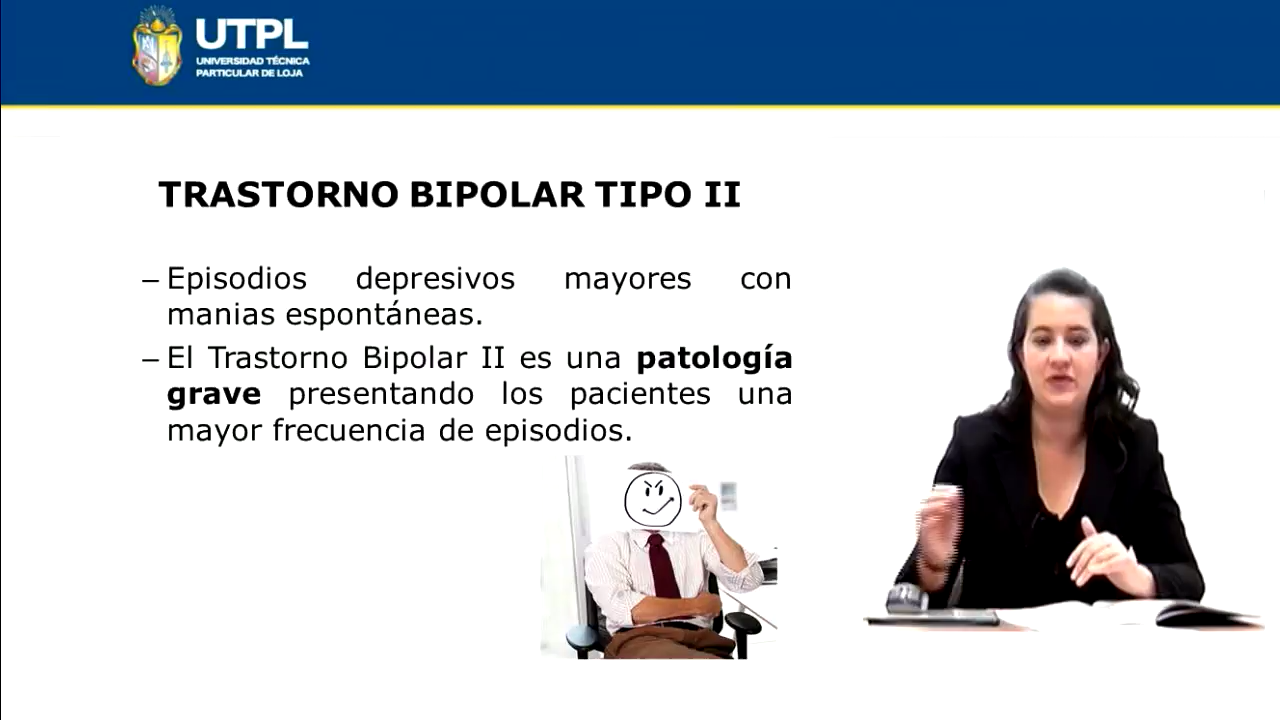 UTPL
UNIVERSIDAD TÉCNICA
PARTICULAR DE LOJA
TRASTORNO BIPOLAR TIPO II
– Episodios depresivos mayores con
manias espontáneas.
– El Trastorno Bipolar II es una patología
grave presentando los pacientes una
mayor frecuencia de episodios.